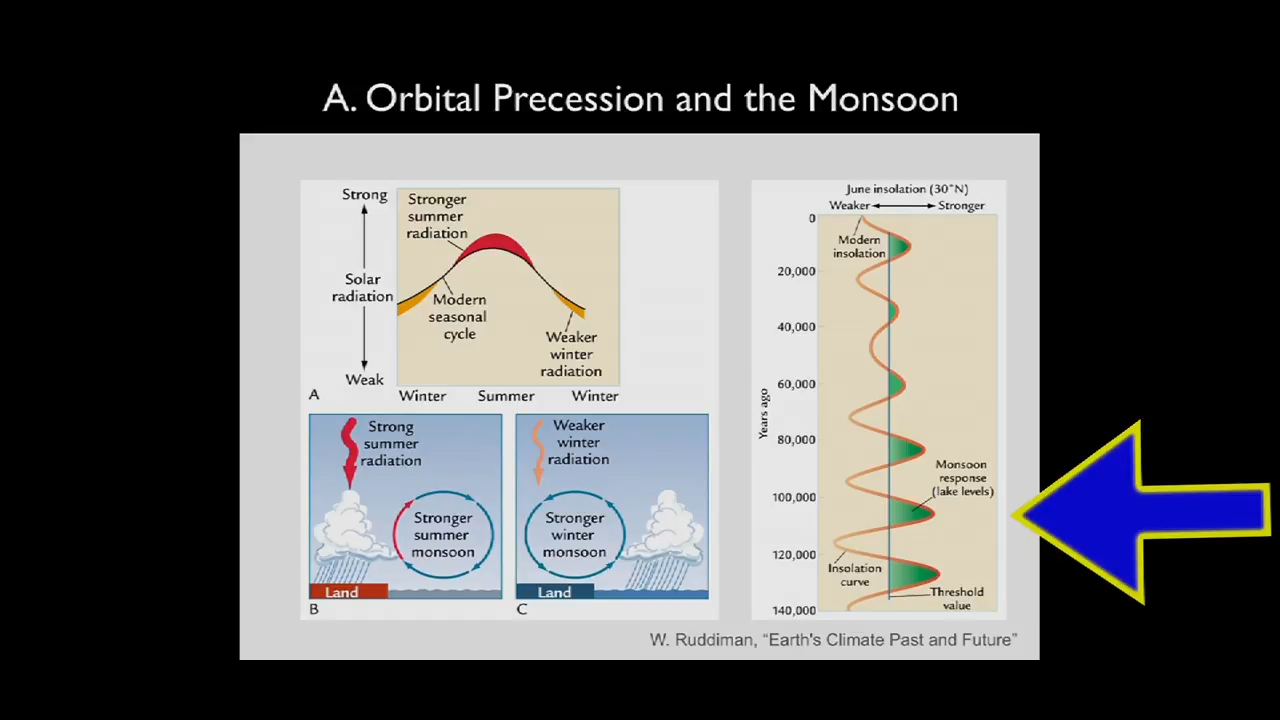 A. Orbital Precession and the Monsoon
Strong
Solar
radiation
Weak
Stronger
summer
radiation
Modern
seasonal
cycle
Weaker
winter
radiation
A
Winter
Summer
Winter
Strong
summer
radiation
Stronger
summer
monsoon
Land
B
Weaker
winter
radiation
Stronger
winter
monsoon
Land
C
June insolation (30°N)
Weaker
Stronger
Years ago
0
20,000
40,000
60,000
80,000
100,000
120,000
140,000
Modern
insolation
Monsoon
response
(lake levels)
Insolation
curve
Threshold
value
W. Ruddiman, “Earth's Climate Past and Future”